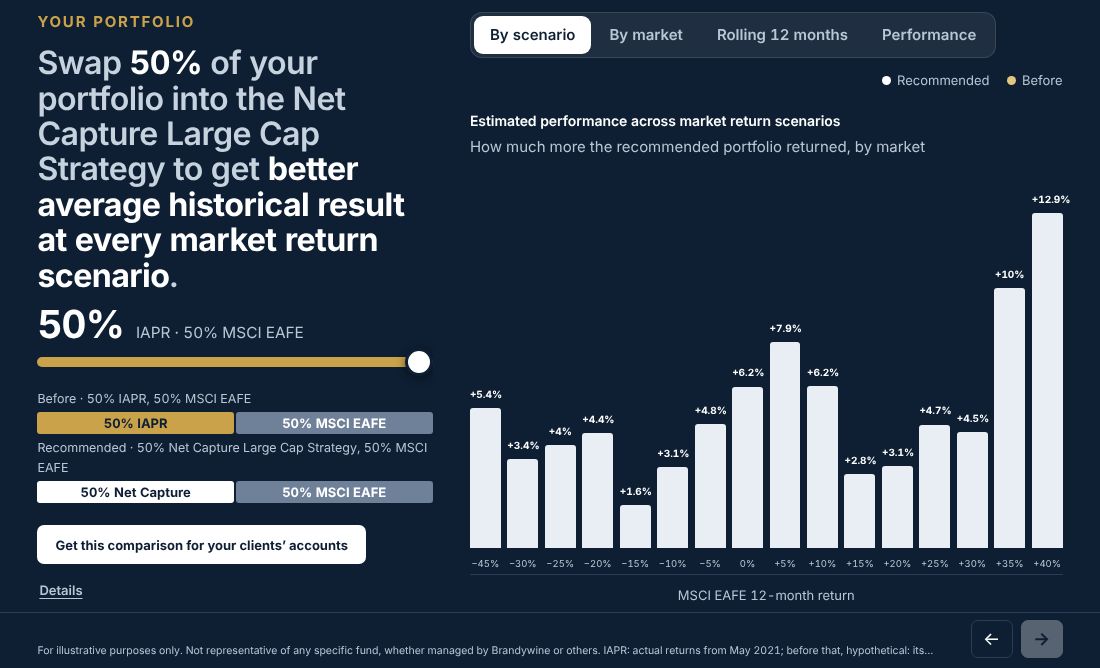 YOUR PORTFOLIO
Swap 50% of your
portfolio into the Net
Capture Large Cap
Strategy to get better
average historical result
at every market return
scenario.
50% IAPR · 50% MSCI EAFE
Before · 50% IAPR, 50% MSCI EAFE
50% IAPR 50% MSCI EAFE
Recommended · 50% Net Capture Large Cap Strategy, 50% MSCI
EAFE
50% Net Capture 50% MSCI EAFE
Get this comparison for your clients’ accounts
Details
By scenario By market Rolling 12 months Performance
Recommended Before
Estimated performance across market return scenarios
How much more the recommended portfolio returned, by market
+5.4% +3.4% +4% +4.4% +1.6% +3.1% +4.8% +6.2% +7.9% +6.2% +2.8% +3.1% +4.7% +4.5% +10% +12.9%
−45% −30% −25% −20% −15% −10% −5% 0% +5% +10% +15% +20% +25% +30% +35% +40%
MSCI EAFE 12-month return
For illustrative purposes only. Not representative of any specific fund, whether managed by Brandywine or others. IAPR: actual returns from May 2021; before that, hypothetical: its…